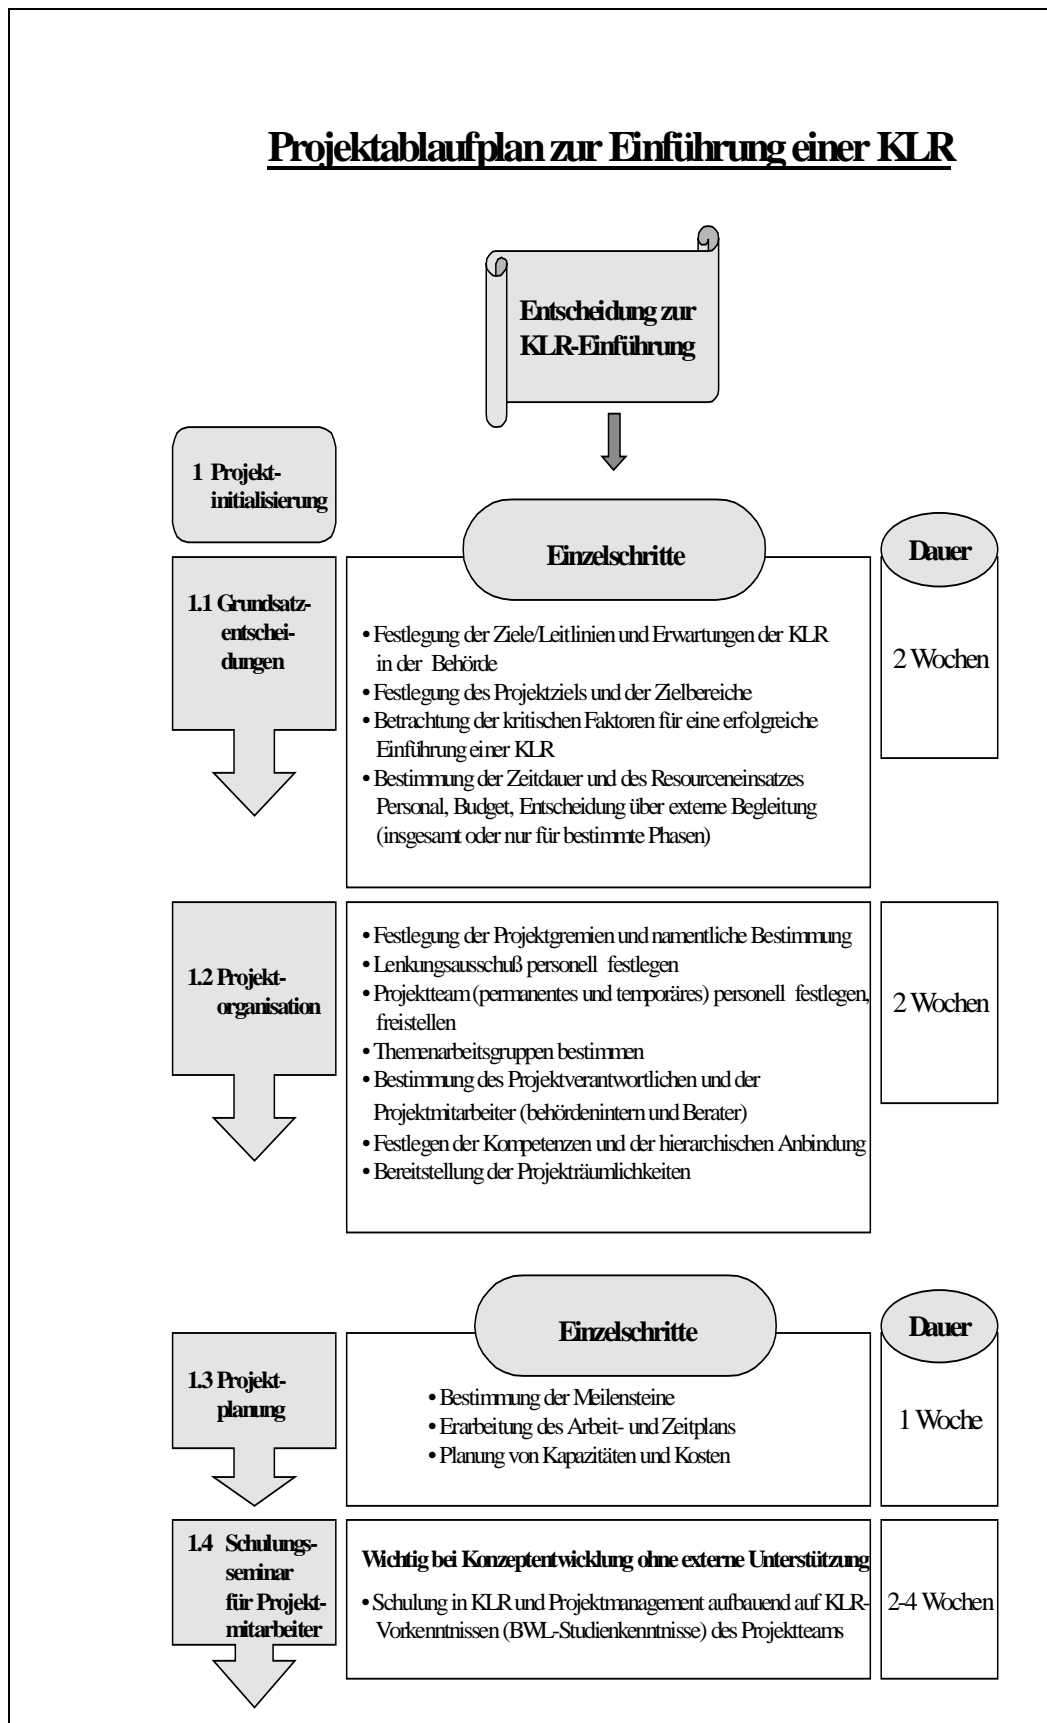 Projektablaufplan zur Einführung einer KLR
Entscheidung zur
KLR-Einführung
1 Projekt-
initialisierung
Einzelschritte
Dauer
1.1 Grundsatz-
entschei-
dungen
• Festlegung der Ziele/Leitlinien und Erwartungen der KLR
in der Behörde
• Festlegung des Projektziels und der Zielbereiche
• Betrachtung der kritischen Faktoren für eine erfolgreiche
Einführung einer KLR
• Bestimmung der Zeitdauer und des Resourceneinsatzes
Personal, Budget, Entscheidung über externe Begleitung
(insgesamt oder nur für bestimmte Phasen)
2 Wochen
1.2 Projekt-
organisation
• Festlegung der Projektgremien und namentliche Bestimmung
• Lenkungsausschuß personell festlegen
• Projektteam (permanentes und temporäres) personell festlegen,
freistellen
• Themenarbeitsgruppen bestimmen
• Bestimmung des Projektverantwortlichen und der
Projektmitarbeiter (behördenintern und Berater)
• Festlegen der Kompetenzen und der hierarchischen Anbindung
• Bereitstellung der Projekträumlichkeiten
2 Wochen
Einzelschritte
Dauer
1.3 Projekt-
planung
• Bestimmung der Meilensteine
• Erarbeitung des Arbeit- und Zeitplans
• Planung von Kapazitäten und Kosten
1 Woche
1.4 Schulungs-
seminar
für Projekt-
mitarbeiter
Wichtig bei Konzeptentwicklung ohne externe Unterstützung
• Schulung in KLR und Projektmanagement aufbauend auf KLR-
Vorkenntnissen (BWL-Studienkenntnisse) des Projektteams
2-4 Wochen